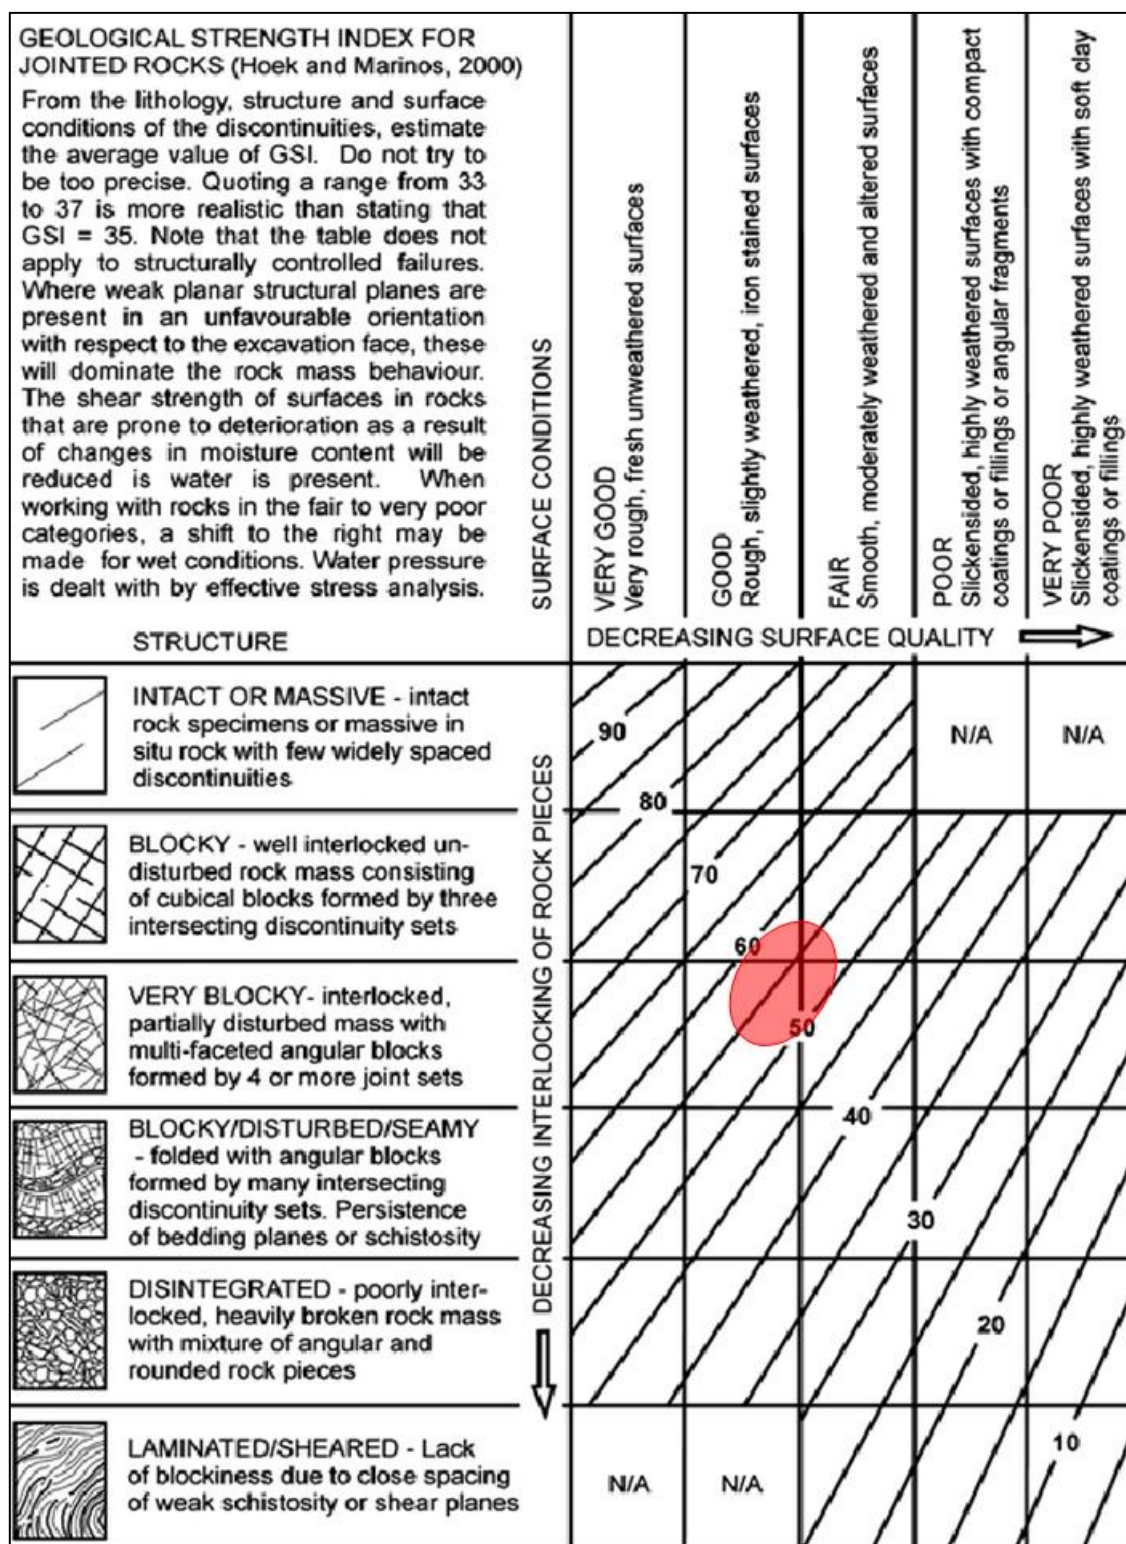 GEOLOGICAL STRENGTH INDEX FOR
JOINTED ROCKS (Hoek and Marinos, 2000)
From the lithology, structure and surface
conditions of the discontinuities, estimate
the average value of GSI. Do not try to
be too precise. Quoting a range from 33
to 37 is more realistic than stating that
GSI = 35. Note that the table does not
apply to structurally controlled failures.
Where weak planar structural planes are
present in an unfavourable orientation
with respect to the excavation face, these
will dominate the rock mass behaviour.
The shear strength of surfaces in rocks
that are prone to deterioration as a result
of changes in moisture content will be
reduced is water is present. When
working with rocks in the fair to very poor
categories, a shift to the right may be
made for wet conditions. Water pressure
is dealt with by effective stress analysis.
STRUCTURE
SURFACE CONDITIONS
VERY GOOD
Very rough, fresh unweathered surfaces
GOOD
Rough, slightly weathered, iron stained surfaces
FAIR
Smooth, moderately weathered and altered surfaces
POOR
Slickensided, highly weathered surfaces with compact
coatings or fillings or angular fragments
VERY POOR
Slickensided, highly weathered surfaces with soft clay
coatings or fillings
DECREASING SURFACE QUALITY
DECREASING INTERLOCKING OF ROCK PIECES
INTACT OR MASSIVE - intact
rock specimens or massive in
situ rock with few widely spaced
discontinuities
BLOCKY - well interlocked un-
disturbed rock mass consisting
of cubical blocks formed by three
intersecting discontinuity sets
VERY BLOCKY- interlocked,
partially disturbed mass with
multi-faceted angular blocks
formed by 4 or more joint sets
BLOCKY/DISTURBED/SEAMY
- folded with angular blocks
formed by many intersecting
discontinuity sets. Persistence
of bedding planes or schistosity
DISINTEGRATED - poorly inter-
locked, heavily broken rock mass
with mixture of angular and
rounded rock pieces
LAMINATED/SHEARED - Lack
of blockiness due to close spacing
of weak schistosity or shear planes
90
N/A
N/A
80
70
60
50
40
30
20
10
N/A
N/A